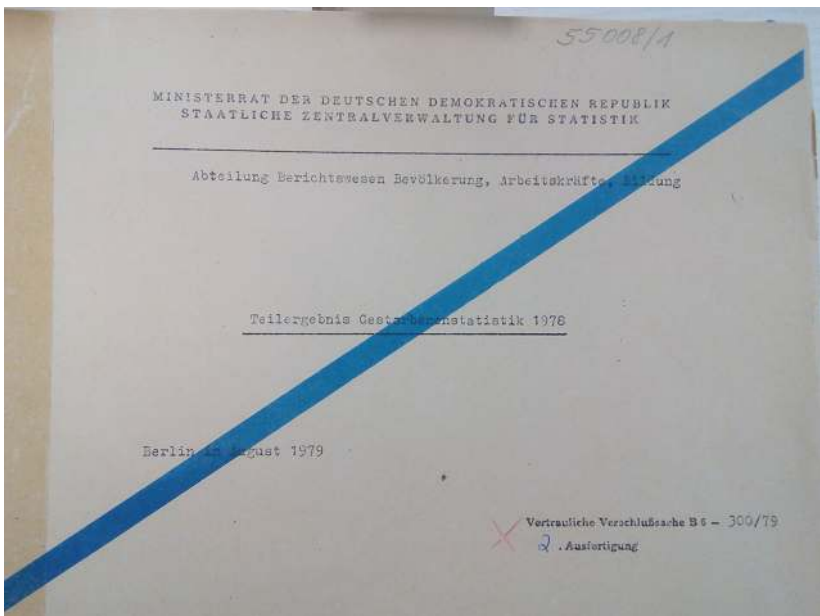 55008/1
MINISTERRAT DER DEUTSCHEN DEMOKRATISCHEN REPUBLIK
STAATLICHE ZENTRALVERWALTUNG FÜR STATISTIK
Abteilung Berichtswesen Bevölkerung, Arbeitskräfte, Bildung
Teilergebnis Gestorbenenstatistik 1978
Berlin im August 1979
Vertrauliche Verschlußsache B 6 – 300/79
2. Ausfertigung